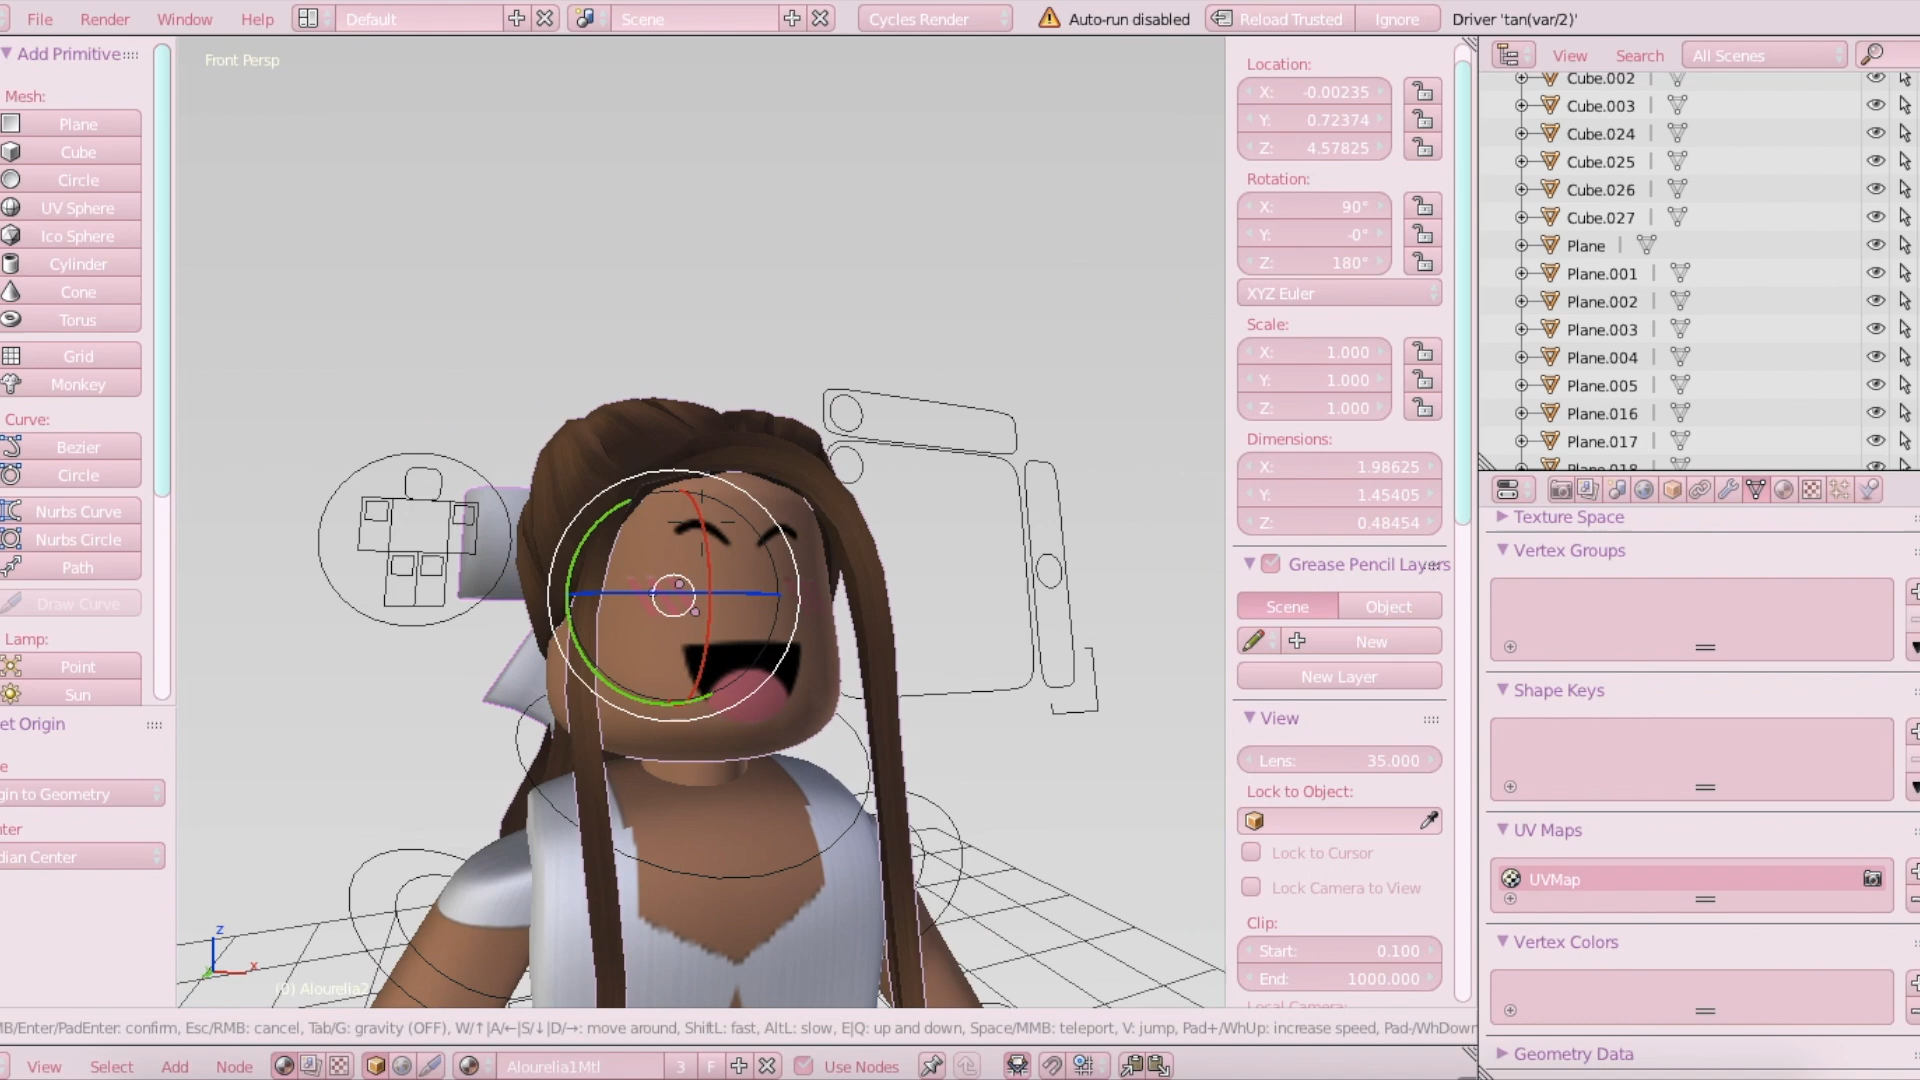 File Render Window Help Default Scene Cycles Render Auto-run disabled Reload Trusted Ignore Driver 'tan(var/2)'
Add Primitive
Mesh:
Plane
Cube
Circle
UV Sphere
Ico Sphere
Cylinder
Cone
Torus
Grid
Monkey
Curve:
Bezier
Circle
Nurbs Curve
Nurbs Circle
Path
Draw Curve
Lamp:
Point
Sun
et Origin
e
gin to Geometry
ter
dian Center
Front Persp
z
x
y
(0) Alourelia2
Location:
X: -0.00235
Y: 0.72374
Z: 4.57825
Rotation:
X: 90°
Y: -0°
Z: 180°
XYZ Euler
Scale:
X: 1.000
Y: 1.000
Z: 1.000
Dimensions:
X: 1.98625
Y: 1.45405
Z: 0.48454
Grease Pencil Layers
Scene Object
New
New Layer
View
Lens: 35.000
Lock to Object:
Lock to Cursor
Lock Camera to View
Clip:
Start: 0.100
End: 1000.000
Local Camera:
View Search All Scenes
Cube.002
Cube.003
Cube.024
Cube.025
Cube.026
Cube.027
Plane
Plane.001
Plane.002
Plane.003
Plane.004
Plane.005
Plane.016
Plane.017
Plane.018
Texture Space
Vertex Groups
Shape Keys
UV Maps
UVMap
Vertex Colors
Geometry Data
MB/Enter/PadEnter: confirm, Esc/RMB: cancel, Tab/G: gravity (OFF), W/↑|A/←|S/↓|D/→: move around, ShiftL: fast, AltL: slow, E|Q: up and down, Space/MMB: teleport, V: jump, Pad+/WhUp: increase speed, Pad-/WhDown
View Select Add Node Alourelia1Mtl 3 F Use Nodes